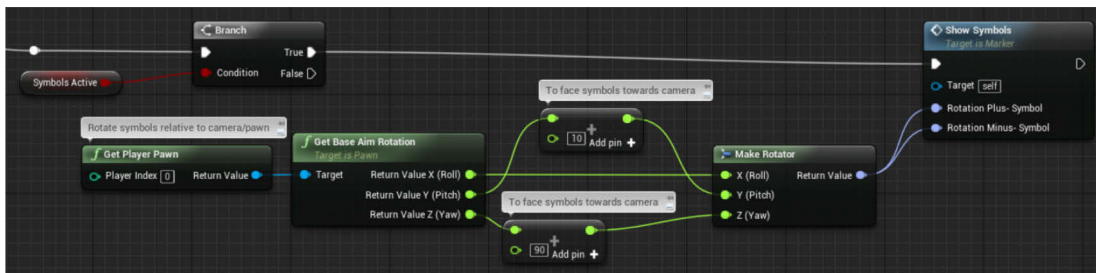 Branch
True
Condition
False
Symbols Active
Show Symbols
Target is Marker
Target self
Rotation Plus- Symbol
Rotation Minus- Symbol
To face symbols towards camera
10 Add pin +
Rotate symbols relative to camera/pawn
f Get Player Pawn
Player Index 0
Return Value
f Get Base Aim Rotation
Target is Pawn
Target
Return Value X (Roll)
Return Value Y (Pitch)
Return Value Z (Yaw)
To face symbols towards camera
90 Add pin +
Make Rotator
X (Roll)
Return Value
Y (Pitch)
Z (Yaw)